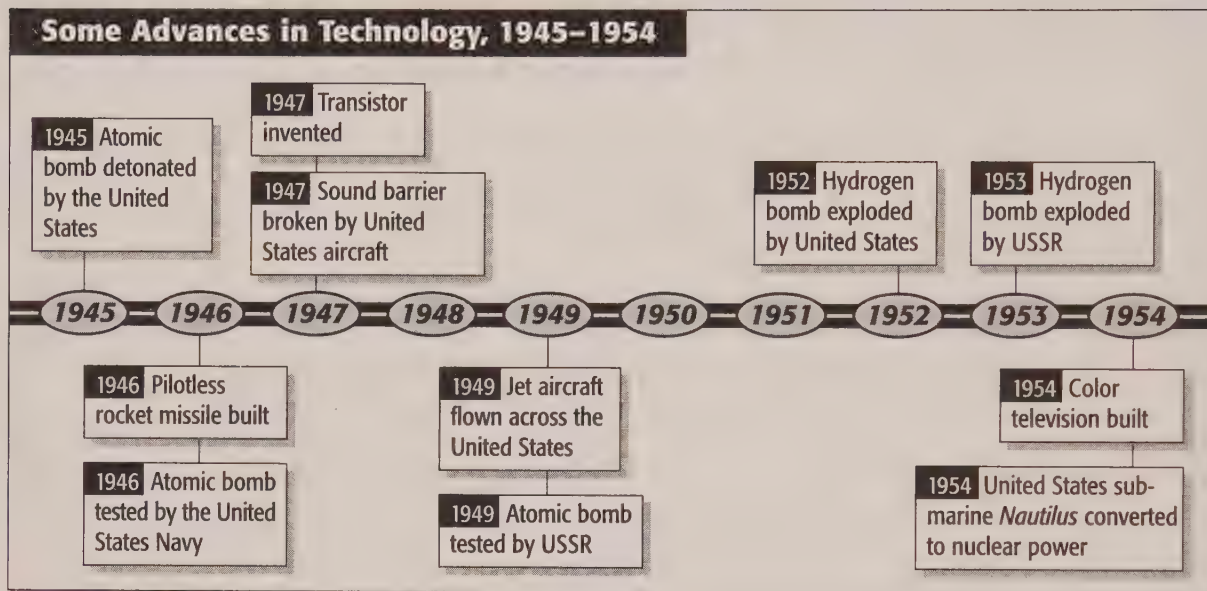 Some Advances in Technology, 1945–1954
1947 Transistor
invented
1945 Atomic
bomb detonated
by the United
States
1947 Sound barrier
broken by United
States aircraft
1952 Hydrogen
bomb exploded
by United States
1953 Hydrogen
bomb exploded
by USSR
1945 1946 1947 1948 1949 1950 1951 1952 1953 1954
1946 Pilotless
rocket missile built
1946 Atomic bomb
tested by the United
States Navy
1949 Jet aircraft
flown across the
United States
1949 Atomic bomb
tested by USSR
1954 Color
television built
1954 United States sub-
marine Nautilus converted
to nuclear power